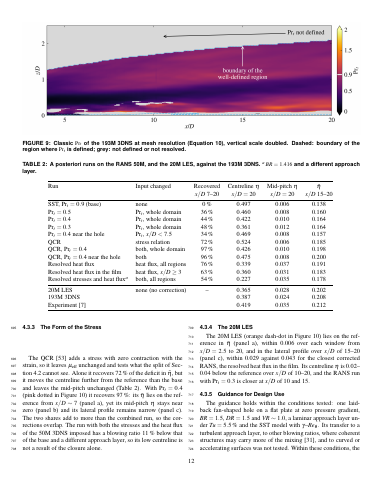 Pr_t not defined
boundary of the
well-defined region
z/D
x/D
Pr_t
2
1
0
5
10
15
20
2
1.5
0.9
0.5
0
FIGURE 9: Classic Pr_t of the 193M 3DNS at mesh resolution (Equation 10), vertical scale doubled. Dashed: boundary of the
region where Pr_t is defined; grey: not defined or not resolved.
TABLE 2: A posteriori runs on the RANS 50M, and the 20M LES, against the 193M 3DNS. ᵃ BR = 1.416 and a different approach
layer.
Run Input changed Recovered Centreline η Mid-pitch η η̄
x/D 7–20 x/D = 20 x/D = 20 x/D 15–20
SST, Pr_t = 0.9 (base) none 0 % 0.497 0.006 0.138
Pr_t = 0.5 Pr_t, whole domain 36 % 0.460 0.008 0.160
Pr_t = 0.4 Pr_t, whole domain 44 % 0.422 0.010 0.164
Pr_t = 0.3 Pr_t, whole domain 48 % 0.361 0.012 0.164
Pr_t = 0.4 near the hole Pr_t, x/D < 7.5 34 % 0.469 0.008 0.157
QCR stress relation 72 % 0.524 0.006 0.185
QCR, Pr_t = 0.4 both, whole domain 97 % 0.426 0.010 0.198
QCR, Pr_t = 0.4 near the hole both 96 % 0.475 0.008 0.200
Resolved heat flux heat flux, all regions 76 % 0.339 0.037 0.191
Resolved heat flux in the film heat flux, z/D ≥ 3 63 % 0.360 0.031 0.183
Resolved stresses and heat fluxᵃ both, all regions 54 % 0.227 0.035 0.178
20M LES none (no correction) – 0.365 0.028 0.202
193M 3DNS 0.387 0.024 0.208
Experiment [7] 0.419 0.035 0.212
4.3.3 The Form of the Stress
The QCR [53] adds a stress with zero contraction with the
strain, so it leaves μ_eff unchanged and tests what the split of Sec-
tion 4.2 cannot see. Alone it recovers 72 % of the deficit in η̄, but
it moves the centreline further from the reference than the base
and leaves the mid-pitch unchanged (Table 2). With Pr_t = 0.4
(pink dotted in Figure 10) it recovers 97 %: its η̄ lies on the ref-
erence from x/D ~ 7 (panel a), yet its mid-pitch η stays near
zero (panel b) and its lateral profile remains narrow (panel c).
The two shares add to more than the combined run, so the cor-
rections overlap. The run with both the stresses and the heat flux
of the 50M 3DNS imposed has a blowing ratio 11 % below that
of the base and a different approach layer, so its low centreline is
not a result of the closure alone.
4.3.4 The 20M LES
The 20M LES (orange dash-dot in Figure 10) lies on the ref-
erence in η̄ (panel a), within 0.006 over each window from
x/D = 2.5 to 20, and in the lateral profile over x/D of 15–20
(panel c), within 0.029 against 0.043 for the closest corrected
RANS, the resolved heat flux in the film. Its centreline η is 0.02–
0.04 below the reference over x/D of 10–20, and the RANS run
with Pr_t = 0.3 is closer at x/D of 10 and 15.
4.3.5 Guidance for Design Use
The guidance holds within the conditions tested: one laid-
back fan-shaped hole on a flat plate at zero pressure gradient,
BR = 1.5, DR = 1.5 and VR = 1.0, a laminar approach layer un-
der Tu = 5.5 % and the SST model with γ–Re_θ. Its transfer to a
turbulent approach layer, to other blowing ratios, where coherent
structures may carry more of the mixing [31], and to curved or
accelerating surfaces was not tested. Within these conditions, the
12